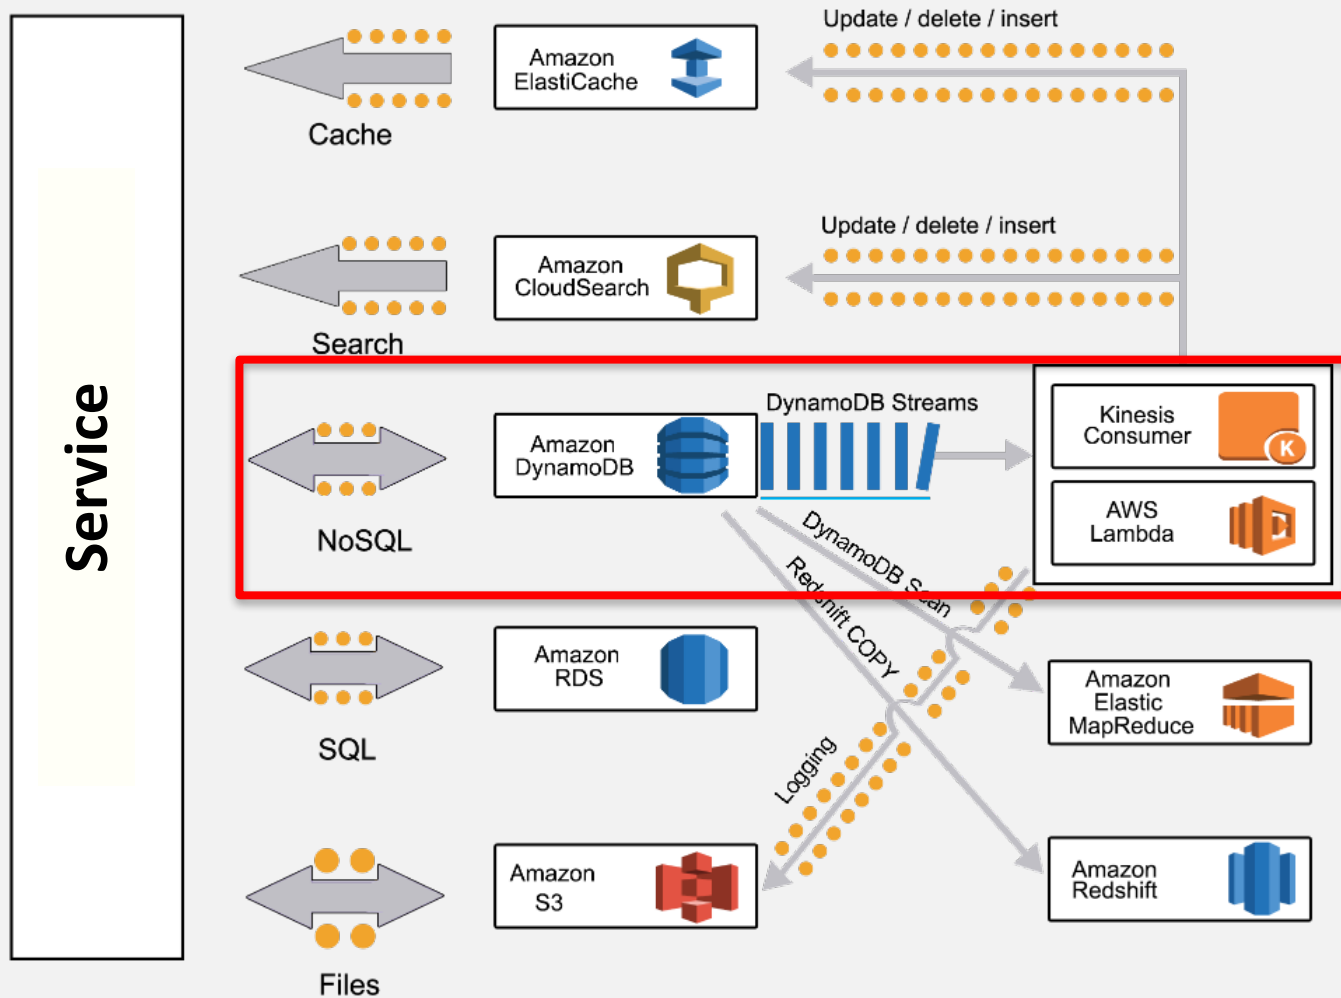 Service
Update / delete / insert
Amazon
ElastiCache
Cache
Update / delete / insert
Amazon
CloudSearch
Search
DynamoDB Streams
Kinesis
Consumer
K
Amazon
DynamoDB
AWS
Lambda
NoSQL
DynamoDB Scan
Redshift COPY
Amazon
RDS
SQL
Amazon
Elastic
MapReduce
Logging
Amazon
S3
Files
Amazon
Redshift